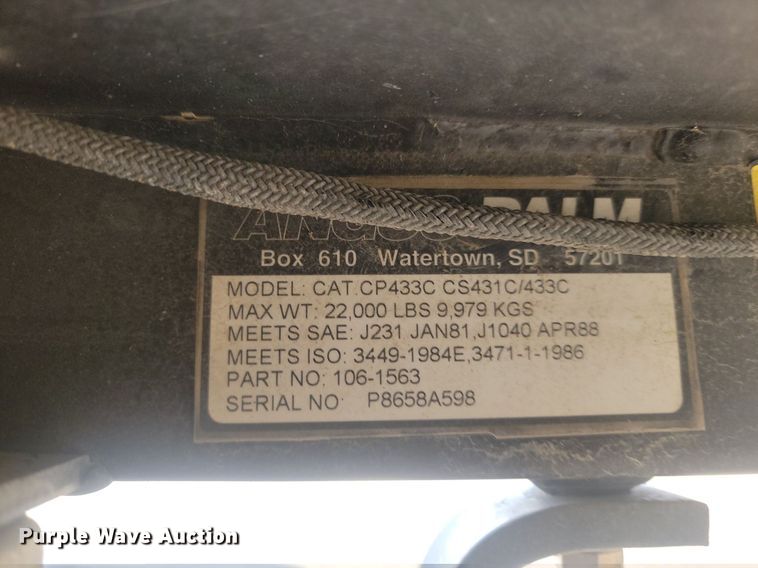 PALM
Box 610 Watertown, SD 57201
MODEL: CAT.CP433C CS431C/433C
MAX WT: 22,000 LBS 9,979 KGS
MEETS SAE: J231 JAN81,J1040 APR88
MEETS ISO: 3449-1984E,3471-1-1986
PART NO: 106-1563
SERIAL NO: P8658A598
Purple Wave Auction